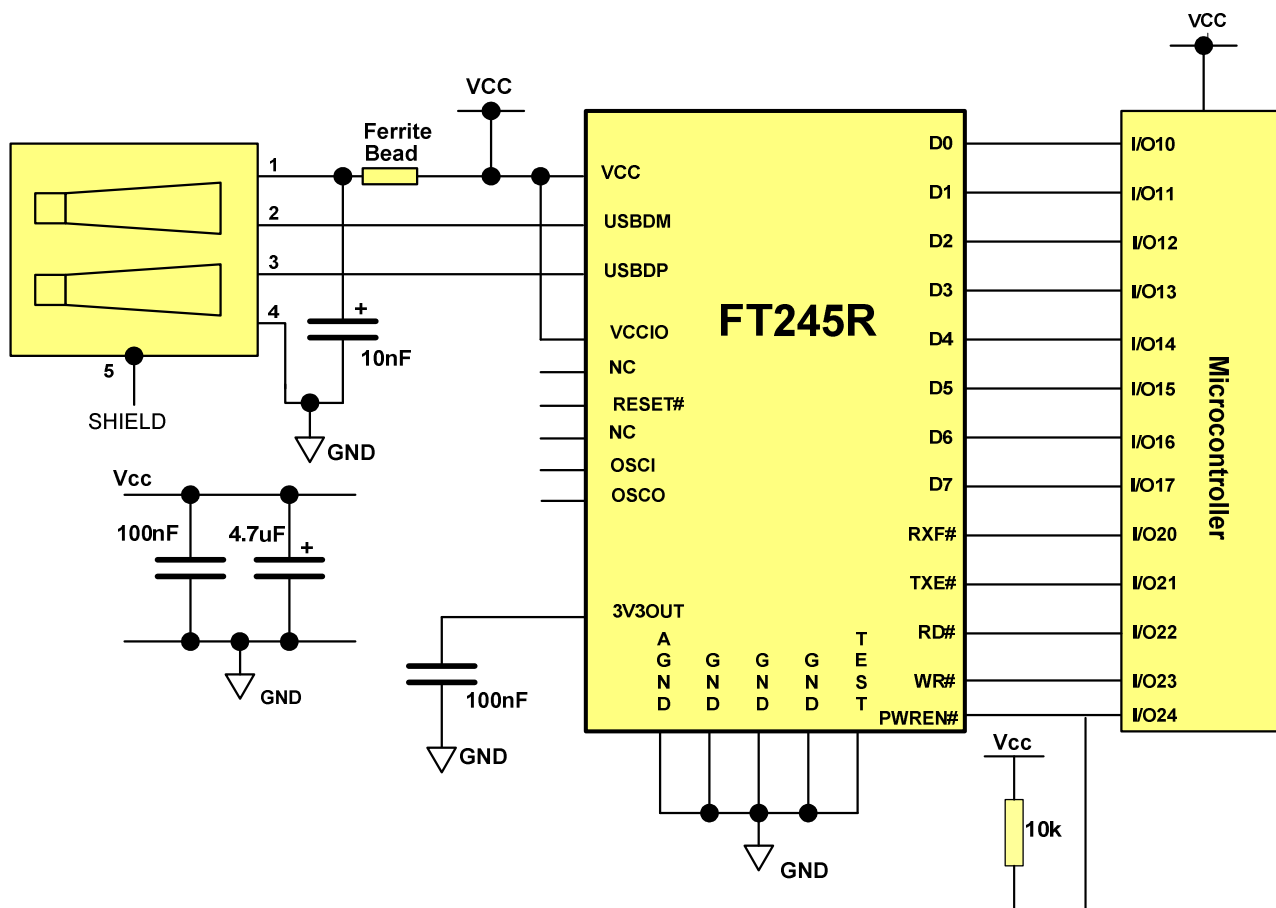 VCC
VCC
Ferrite
Bead
1
2
3
4
5
SHIELD
+
10nF
GND
Vcc
100nF
4.7uF
+
GND
VCC
USBDM
USBDP
VCCIO
NC
RESET#
NC
OSCI
OSCO
3V3OUT
100nF
GND
FT245R
AGND
GND
GND
GND
TEST
GND
D0
D1
D2
D3
D4
D5
D6
D7
RXF#
TXE#
RD#
WR#
PWREN#
I/O10
I/O11
I/O12
I/O13
I/O14
I/O15
I/O16
I/O17
I/O20
I/O21
I/O22
I/O23
I/O24
Microcontroller
Vcc
10k